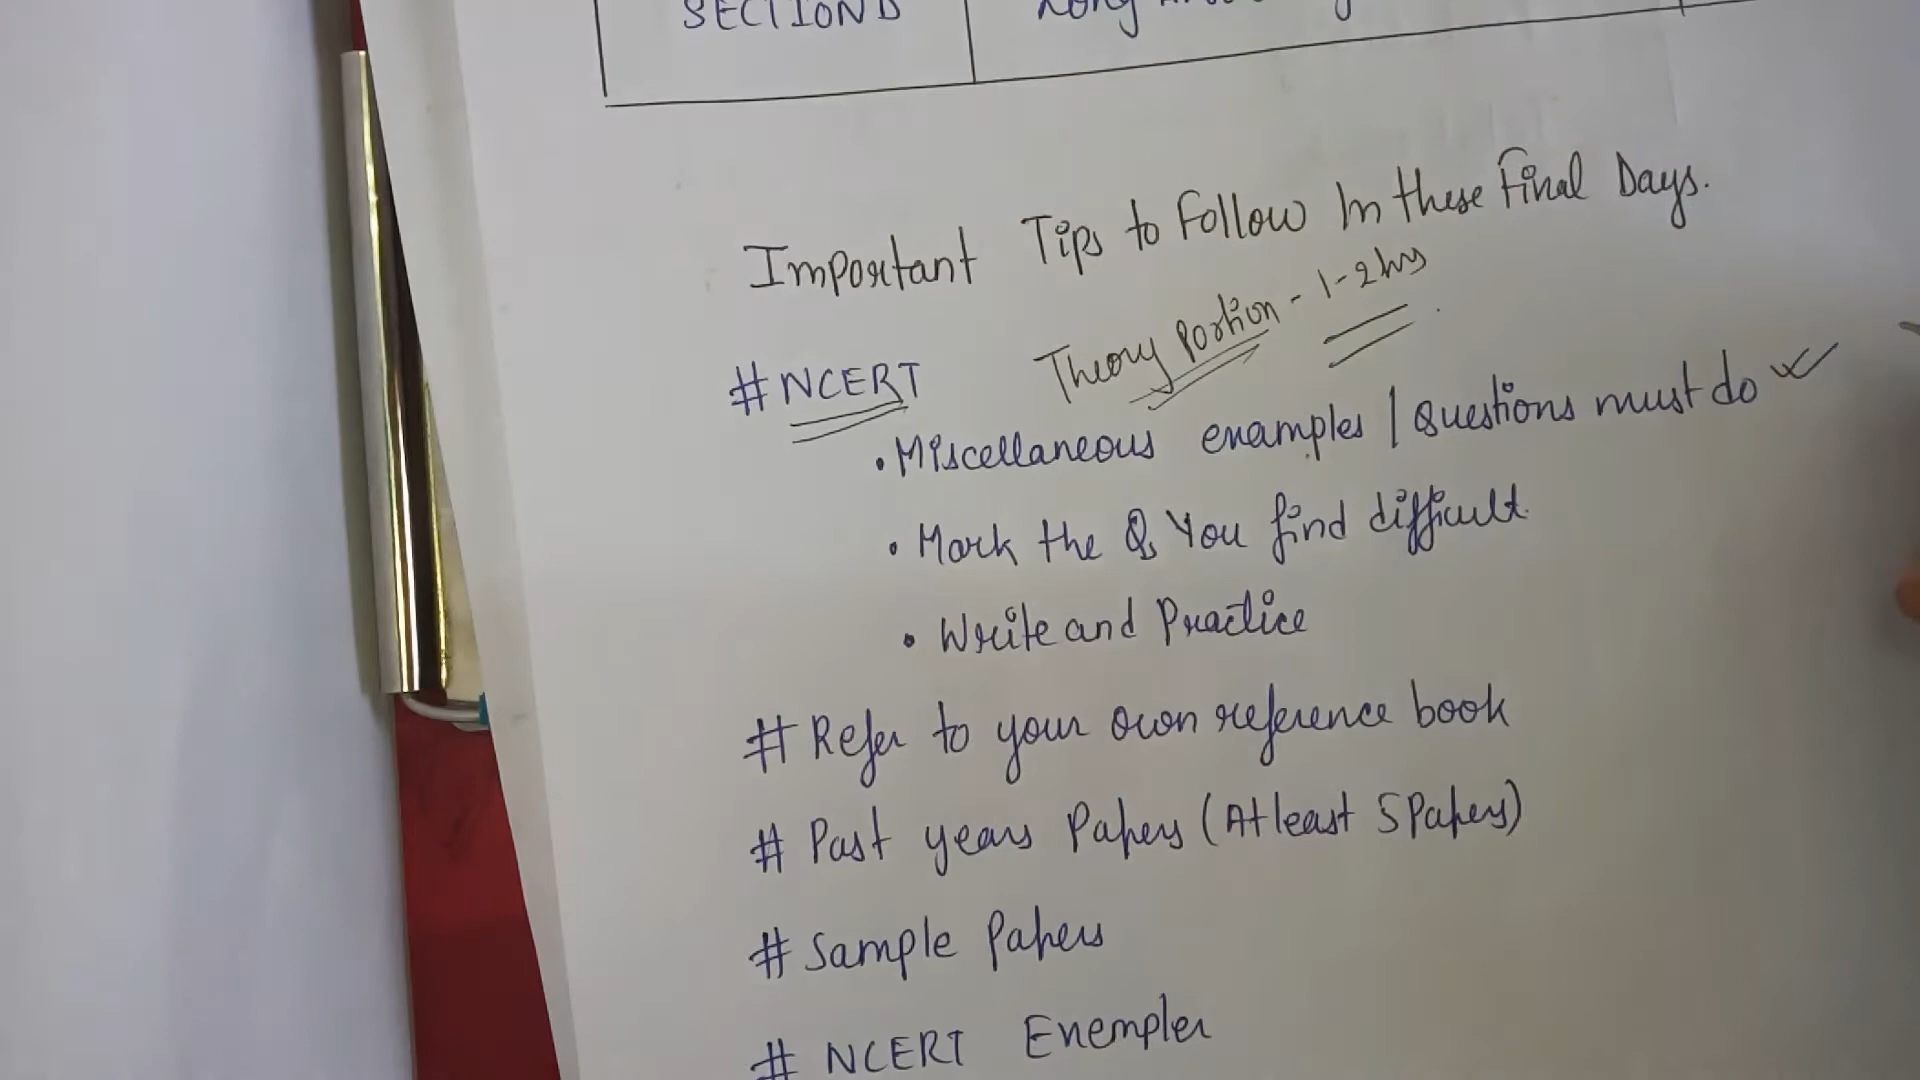 SECTION D
Important Tips to Follow In these Final Days.
Theory Portion - 1-2 hrs
# NCERT
• Miscellaneous examples / Questions must do
• Mark the Qs You find difficult.
• Write and Practice
# Refer to your own reference book
# Past years Papers (Atleast 5 Papers)
# Sample Papers
# NCERT Exempler